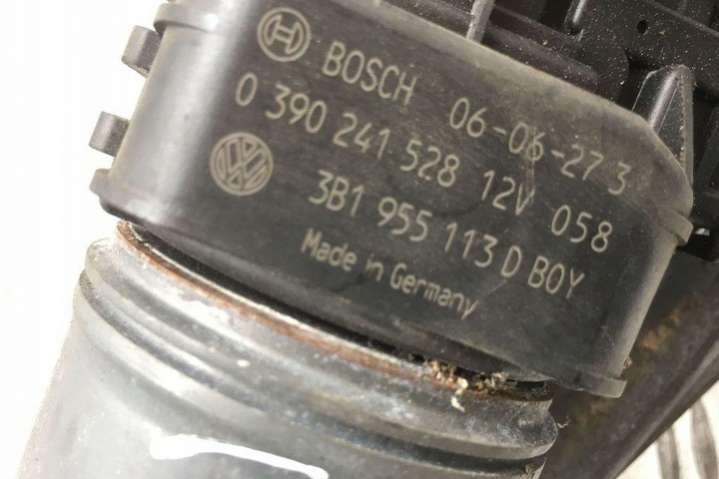 BOSCH 06-06-27 3
0 390 241 528 12V 058
3B1 955 113 D BOY
Made in Germany